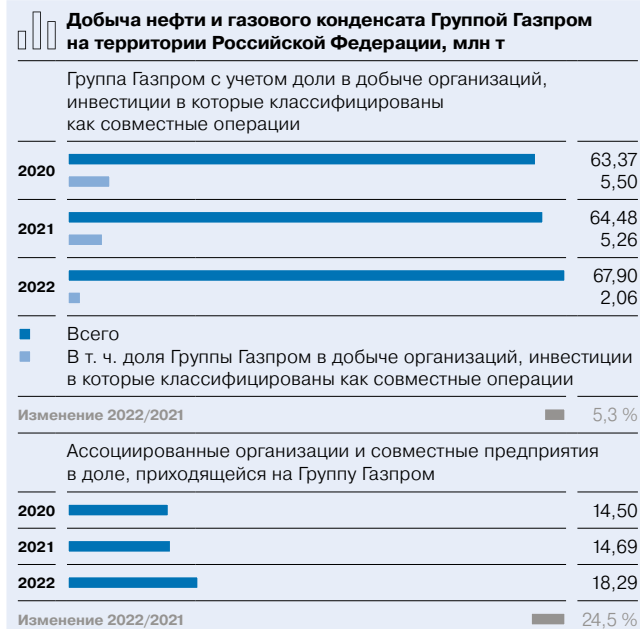 Добыча нефти и газового конденсата Группой Газпром
на территории Российской Федерации, млн т
Группа Газпром с учетом доли в добыче организаций,
инвестиции в которые классифицированы
как совместные операции
2020 63,37
5,50
2021 64,48
5,26
2022 67,90
2,06
Всего
В т. ч. доля Группы Газпром в добыче организаций, инвестиции
в которые классифицированы как совместные операции
Изменение 2022/2021 5,3 %
Ассоциированные организации и совместные предприятия
в доле, приходящейся на Группу Газпром
2020 14,50
2021 14,69
2022 18,29
Изменение 2022/2021 24,5 %